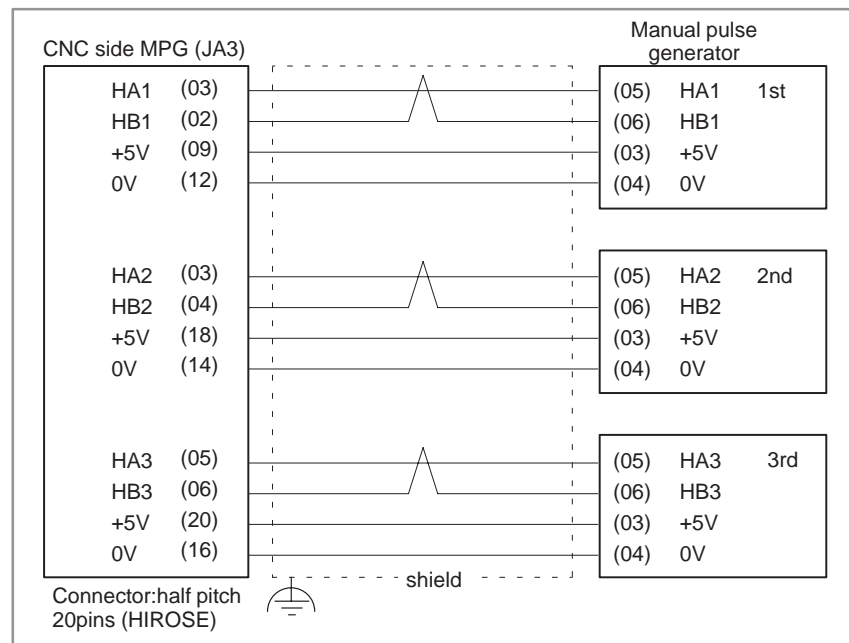 CNC side MPG (JA3)
Manual pulse
generator
HA1 (03) (05) HA1 1st
HB1 (02) (06) HB1
+5V (09) (03) +5V
0V (12) (04) 0V
HA2 (03) (05) HA2 2nd
HB2 (04) (06) HB2
+5V (18) (03) +5V
0V (14) (04) 0V
HA3 (05) (05) HA3 3rd
HB3 (06) (06) HB3
+5V (20) (03) +5V
0V (16) (04) 0V
shield
Connector:half pitch
20pins (HIROSE)